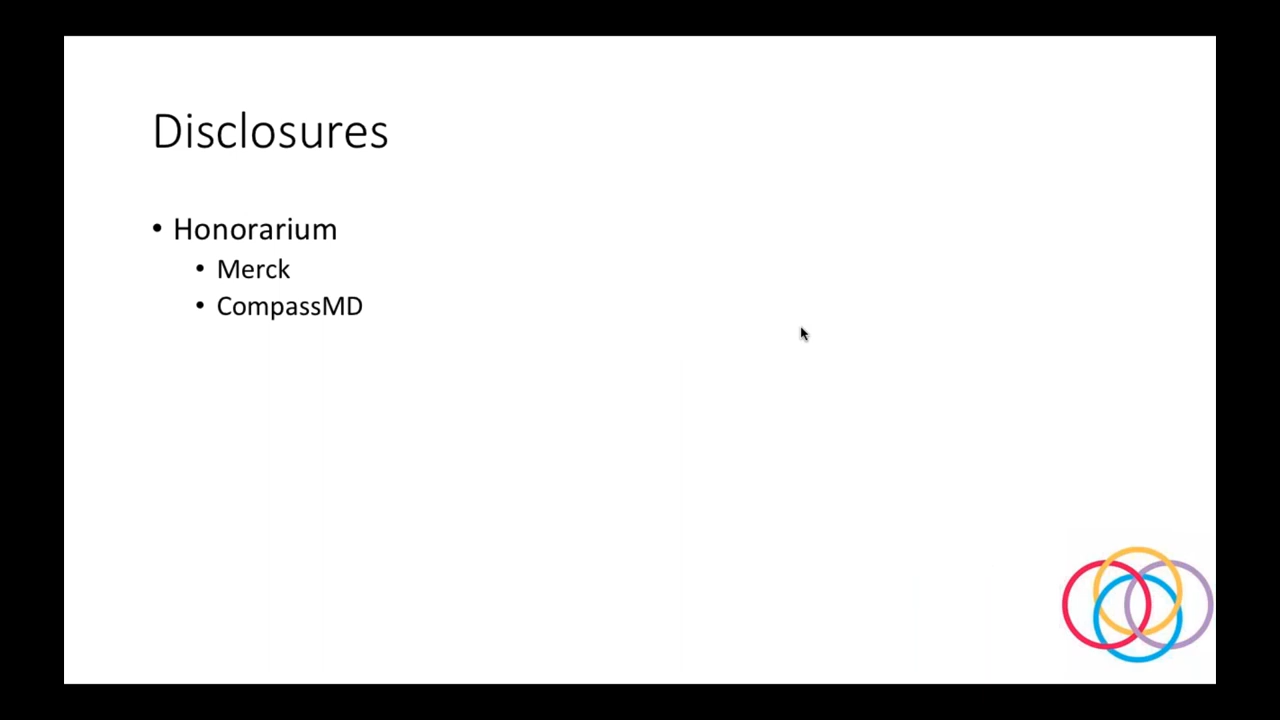 Disclosures
• Honorarium
• Merck
• CompassMD